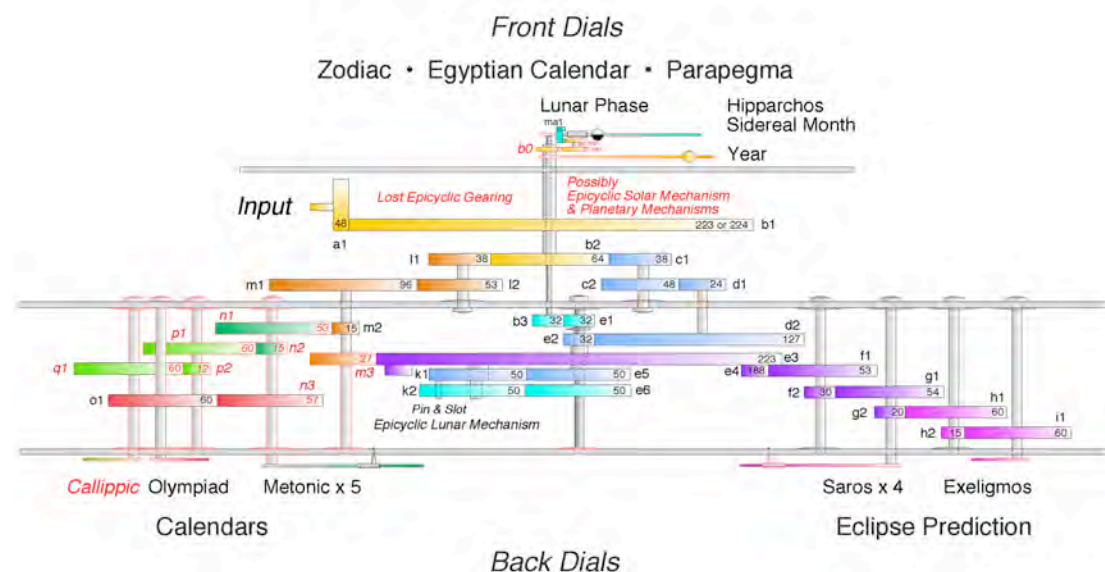 Front Dials
Zodiac • Egyptian Calendar • Parapegma
Lunar Phase
Hipparchos
Sidereal Month
ma1
b0
Year
Input
Lost Epicyclic Gearing
Possibly
Epicyclic Solar Mechanism
& Planetary Mechanisms
48
223 or 224
b1
a1
b2
l1
38
64
38
c1
m1
96
53
l2
c2
48
24
d1
n1
53
15
m2
b3
32
32
e1
d2
p1
60
15
n2
e2
32
127
q1
60
12
p2
27
223
e3
f1
m3
k1
50
50
e5
e4
188
53
n3
k2
50
50
e6
f2
30
54
g1
o1
60
57
Pin & Slot
Epicyclic Lunar Mechanism
g2
20
60
h1
h2
15
60
i1
Callippic
Olympiad
Metonic x 5
Saros x 4
Exeligmos
Calendars
Eclipse Prediction
Back Dials